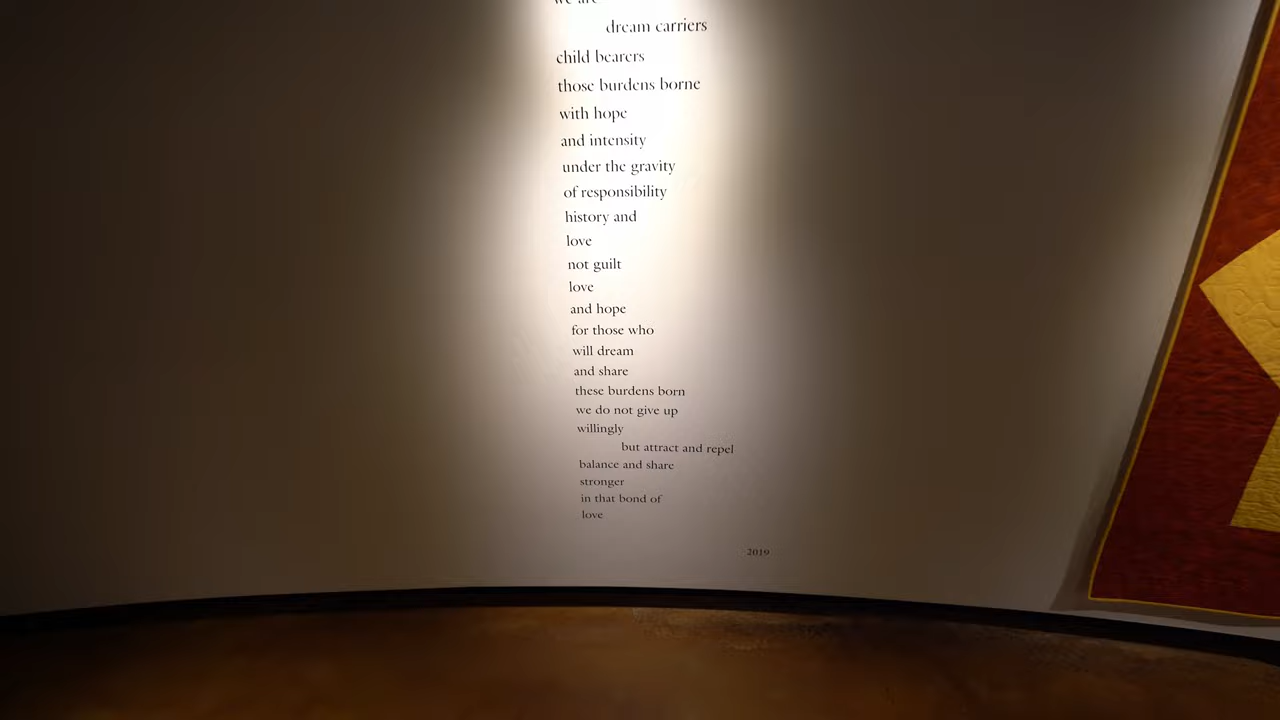 we are
dream carriers
child bearers
those burdens borne
with hope
and intensity
under the gravity
of responsibility
history and
love
not guilt
love
and hope
for those who
will dream
and share
these burdens born
we do not give up
willingly
but attract and repel
balance and share
stronger
in that bond of
love
2019